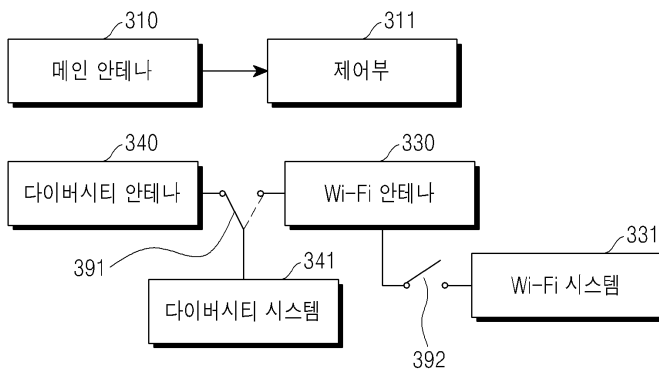 310
311
메인 안테나
제어부
340
330
다이버시티 안테나
Wi-Fi 안테나
391
341
331
다이버시티 시스템
Wi-Fi 시스템
392